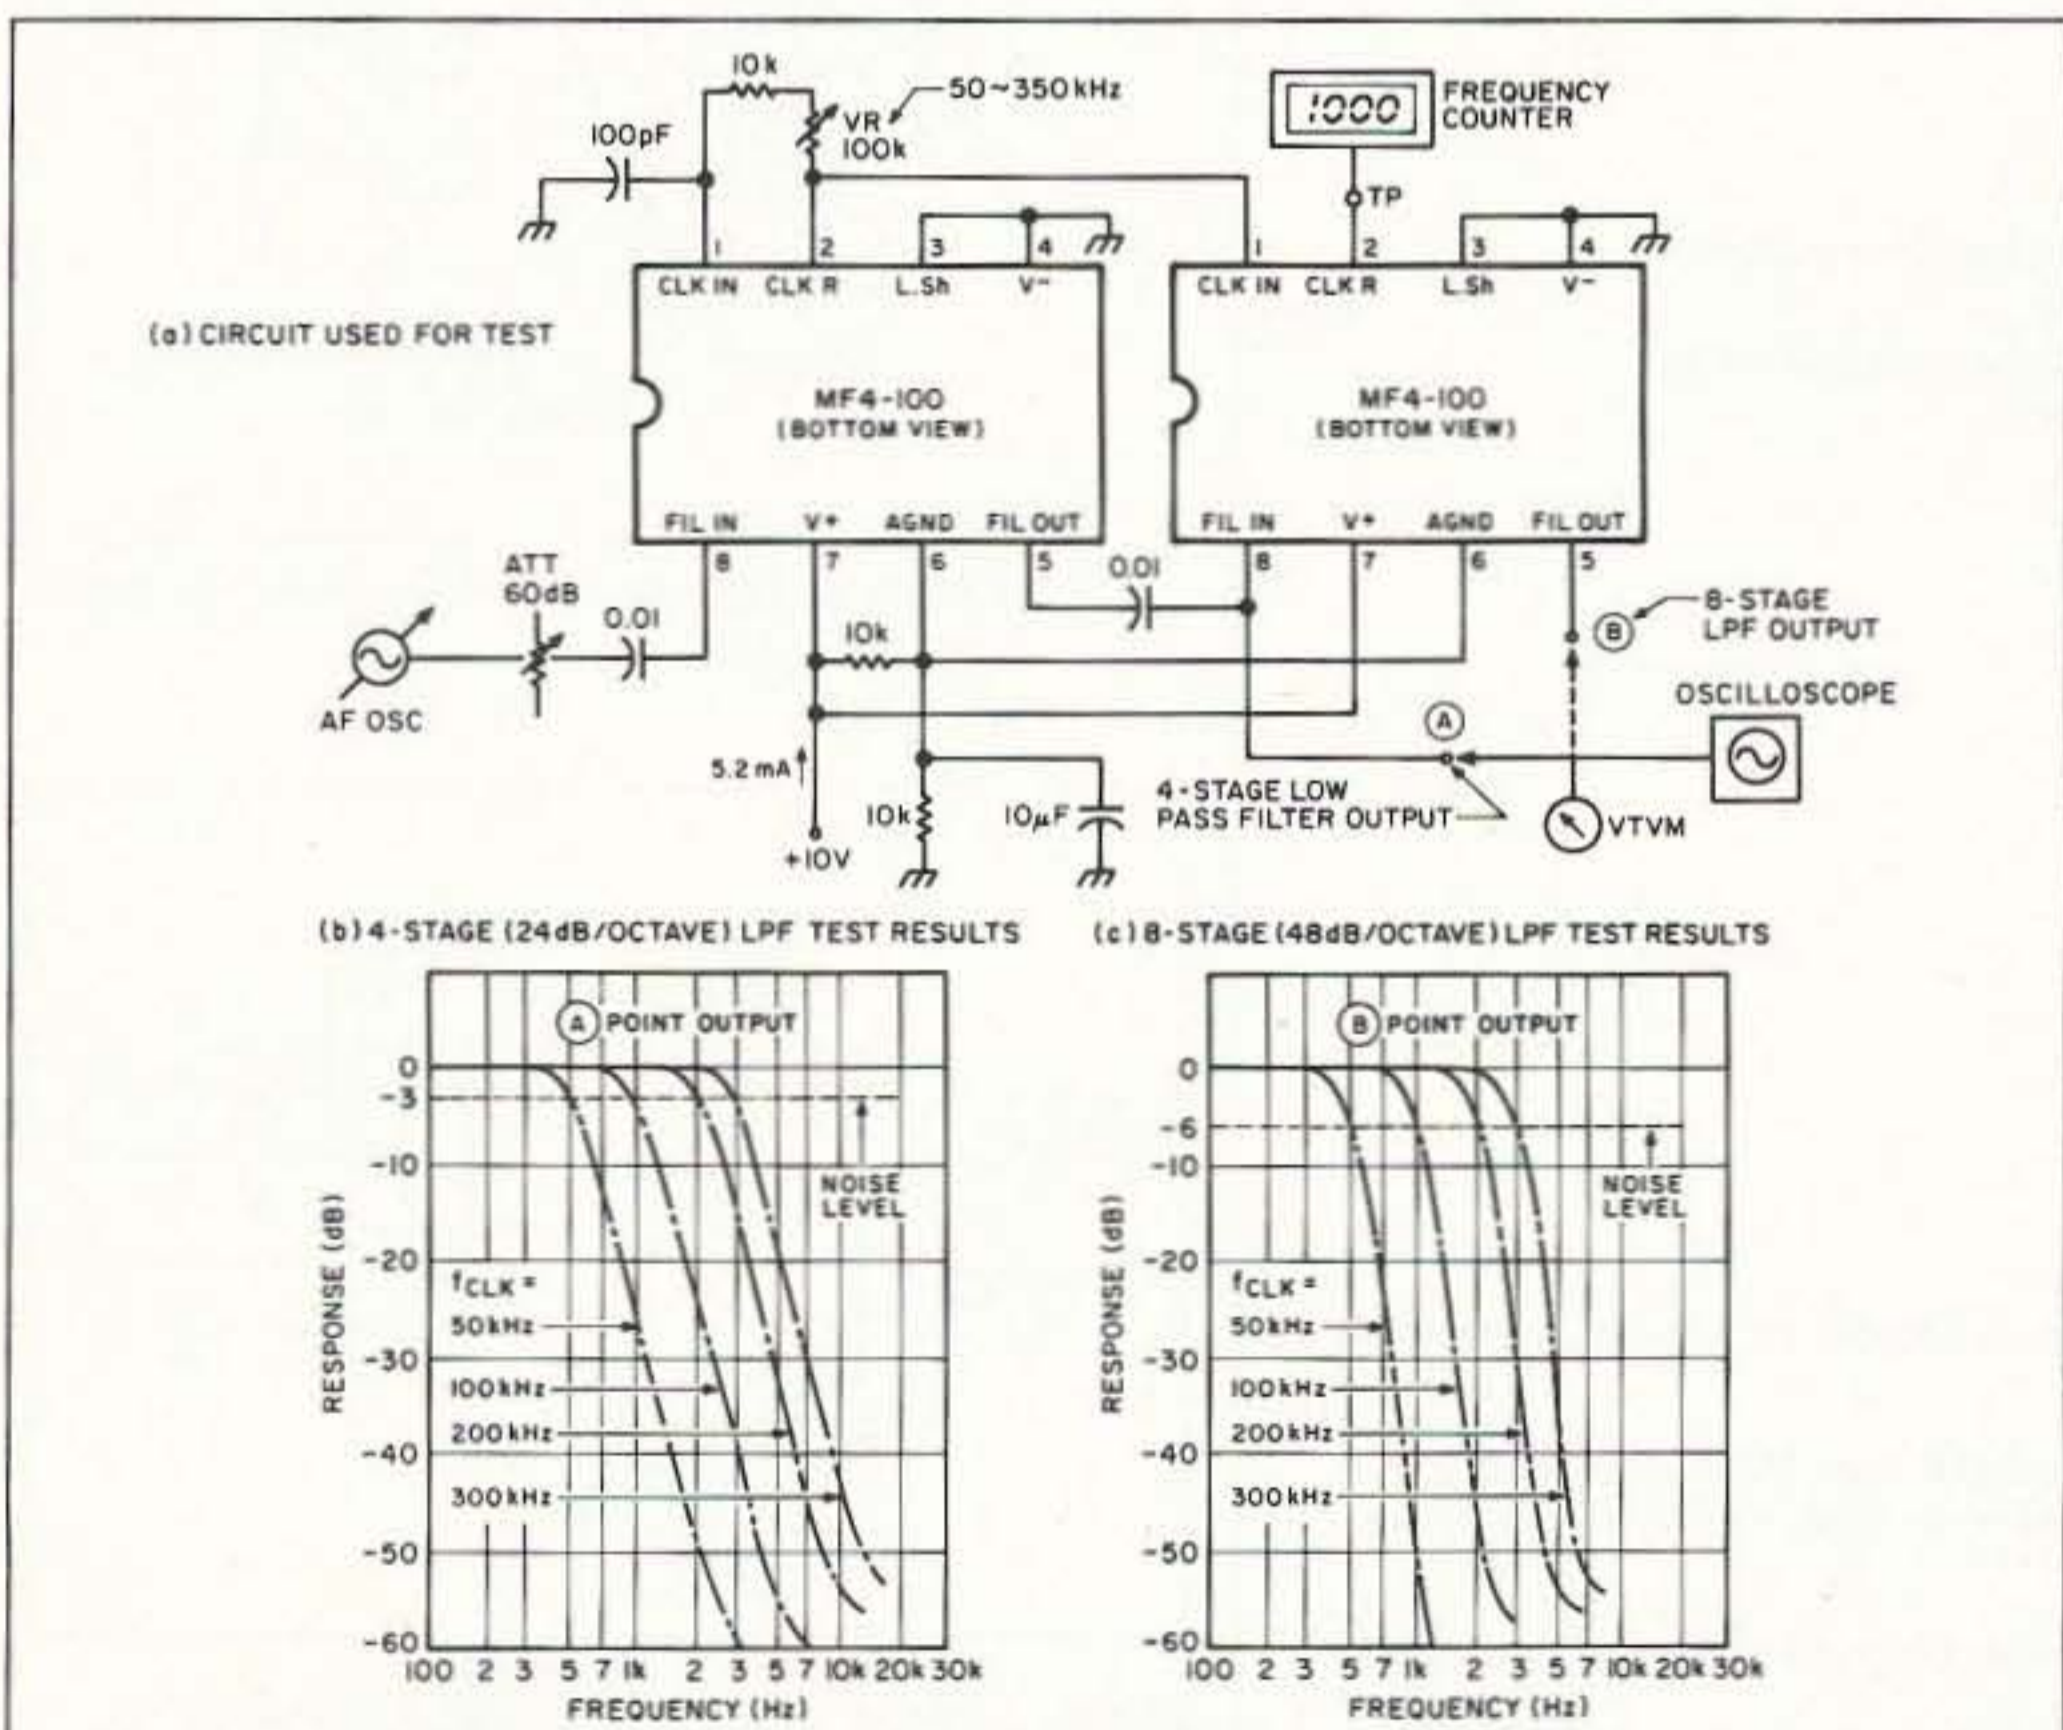 10k
VR
100k
50~350kHz
100pF
1000
FREQUENCY
COUNTER
TP
1 2 3 4
CLK IN CLK R L.Sh V-
1 2 3 4
CLK IN CLK R L.Sh V-
(a) CIRCUIT USED FOR TEST
MF4-100
(BOTTOM VIEW)
MF4-100
(BOTTOM VIEW)
FIL IN V+ AGND FIL OUT
8 7 6 5
FIL IN V+ AGND FIL OUT
8 7 6 5
ATT
60dB
0.01
AF OSC
10k
0.01
B
8-STAGE
LPF OUTPUT
OSCILLOSCOPE
A
5.2mA
+10V
10k
10µF
4-STAGE LOW
PASS FILTER OUTPUT
VTVM
(b) 4-STAGE (24dB/OCTAVE) LPF TEST RESULTS
A POINT OUTPUT
0
-3
-10
-20
-30
-40
-50
-60
RESPONSE (dB)
NOISE
LEVEL
fCLK =
50kHz
100kHz
200kHz
300kHz
100 2 3 5 7 1k 2 3 5 7 10k 20k 30k
FREQUENCY (Hz)
(c) 8-STAGE (48dB/OCTAVE) LPF TEST RESULTS
B POINT OUTPUT
0
-6
-10
-20
-30
-40
-50
-60
RESPONSE (dB)
NOISE
LEVEL
fCLK =
50kHz
100kHz
200kHz
300kHz
100 2 3 5 7 1k 2 3 5 7 10k 20k 30k
FREQUENCY (Hz)